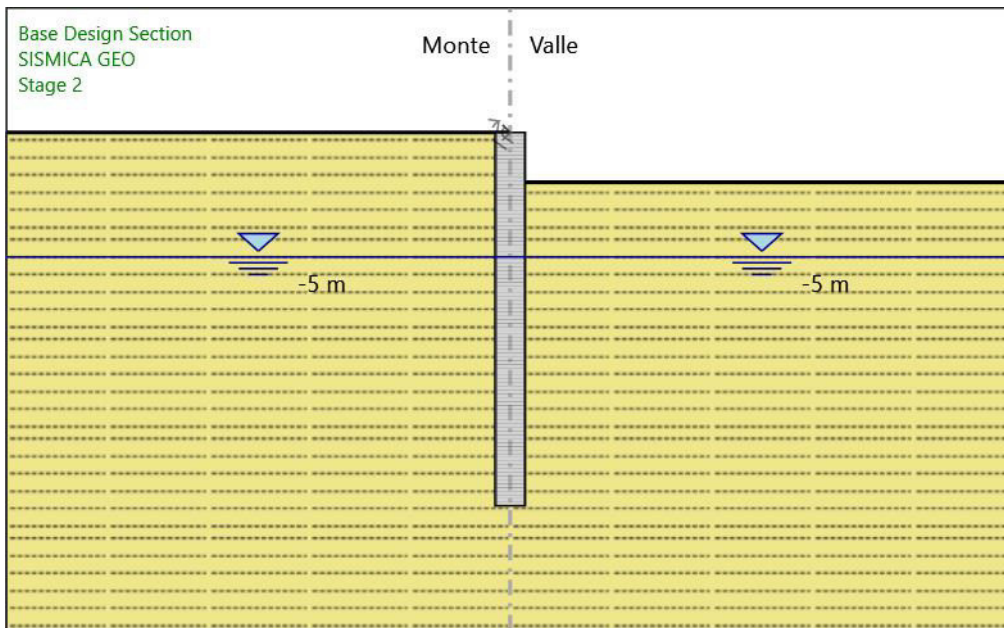 Base Design Section
SISMICA GEO
Stage 2
Monte
Valle
-5 m
-5 m